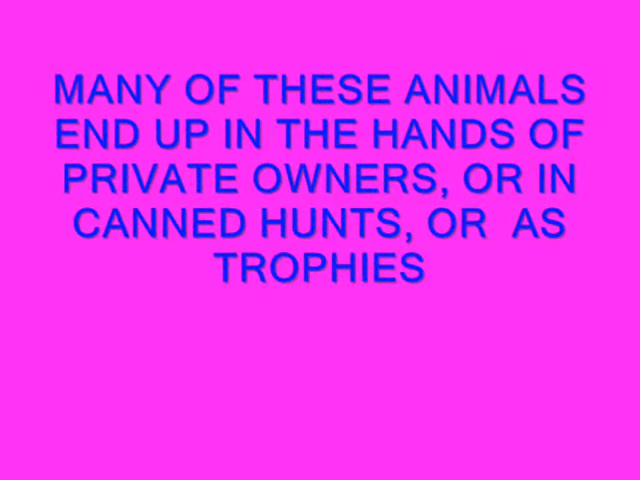 MANY OF THESE ANIMALS
END UP IN THE HANDS OF
PRIVATE OWNERS, OR IN
CANNED HUNTS, OR  AS
TROPHIES